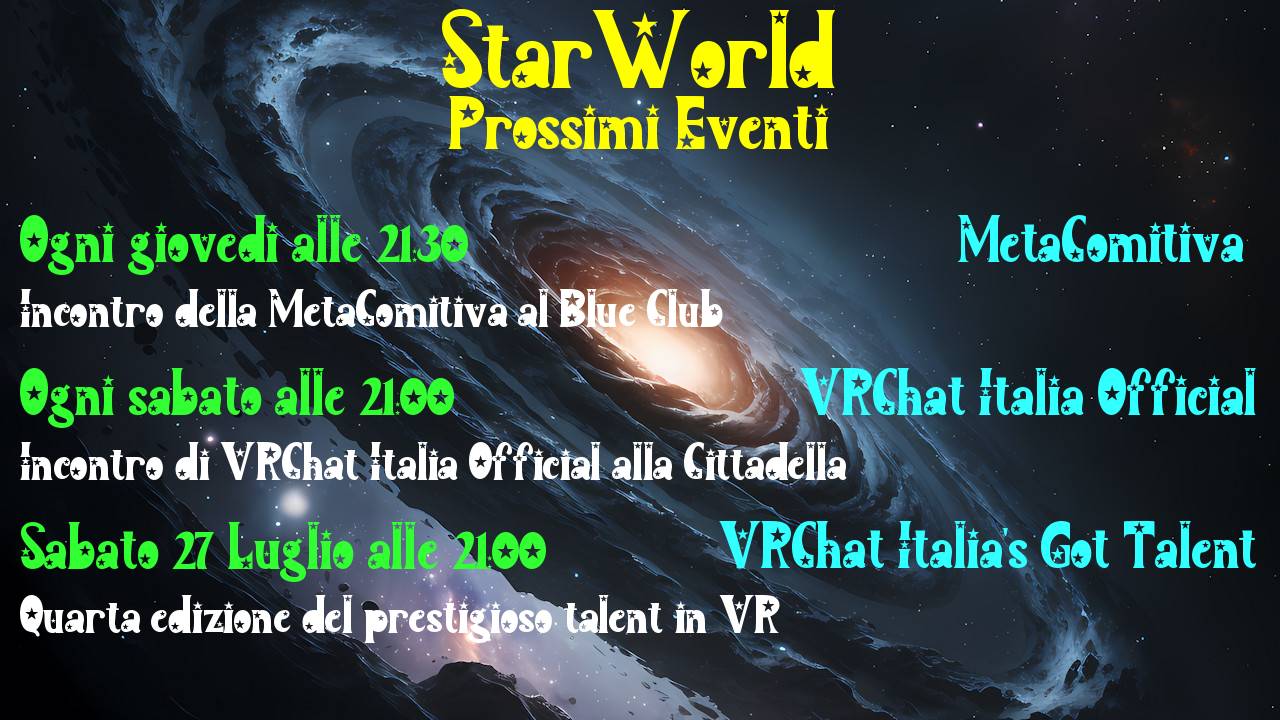 Star World
Prossimi Eventi
Ogni giovedì alle 21:30 MetaComitiva
Incontro della MetaComitiva al Blue Club
Ogni sabato alle 21:00 VRChat Italia Official
Incontro di VRChat Italia Official alla Cittadella
Sabato 27 Luglio alle 21:00 VRChat Italia's Got Talent
Quarta edizione del prestigioso talent in VR